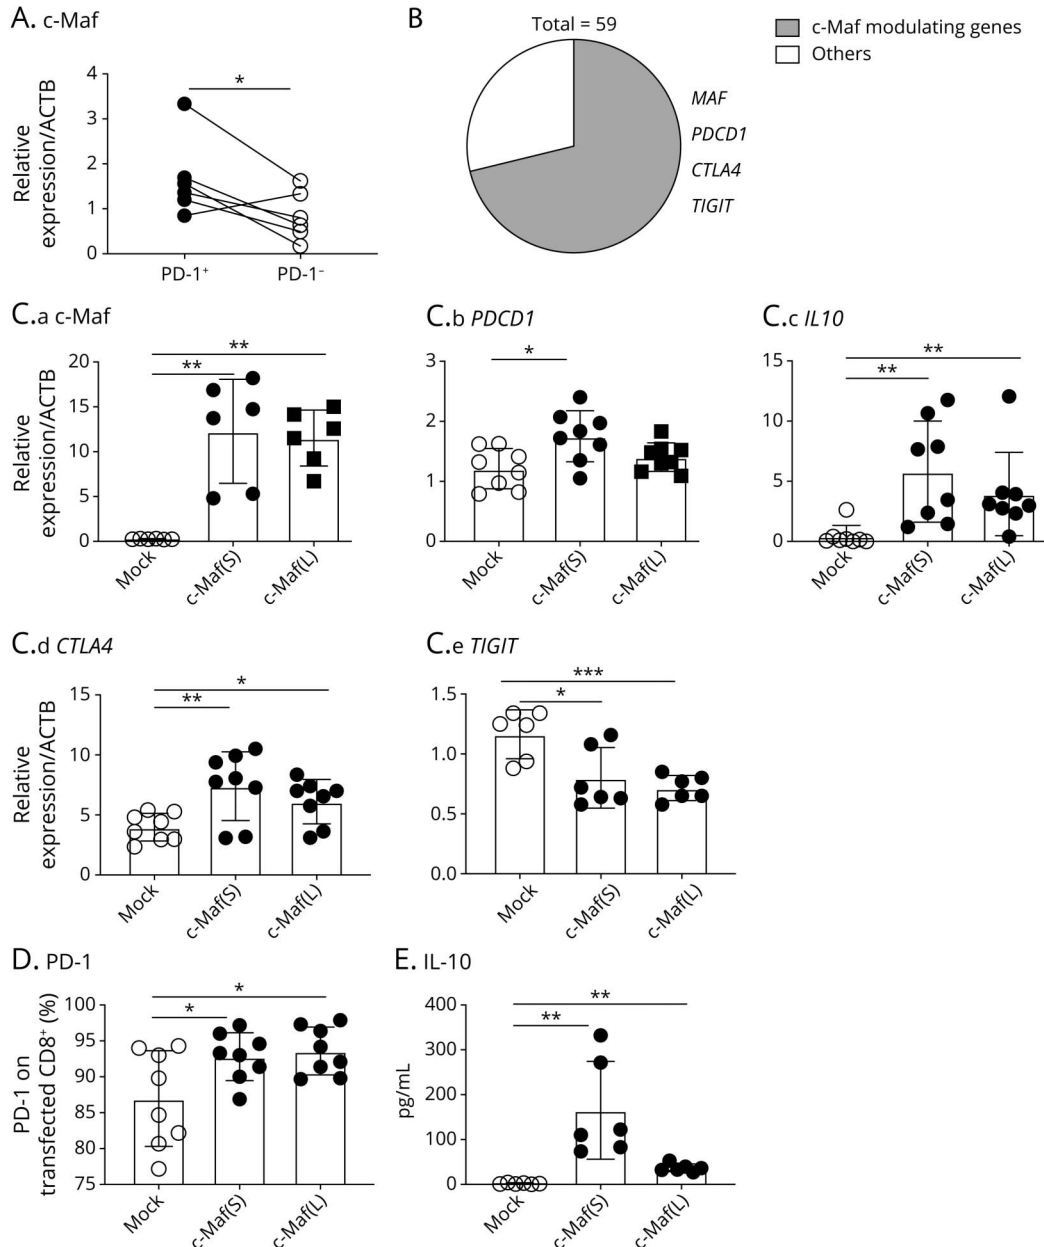 A. c-Maf
Relative
expression/ACTB
4
3
2
1
0
*
PD-1⁺
PD-1⁻
B
Total = 59
c-Maf modulating genes
Others
MAF
PDCD1
CTLA4
TIGIT
C.a c-Maf
Relative
expression/ACTB
20
15
10
5
0
**
**
Mock
c-Maf(S)
c-Maf(L)
C.b PDCD1
3
2
1
0
*
Mock
c-Maf(S)
c-Maf(L)
C.c IL10
15
10
5
0
**
**
Mock
c-Maf(S)
c-Maf(L)
C.d CTLA4
Relative
expression/ACTB
15
10
5
0
*
**
Mock
c-Maf(S)
c-Maf(L)
C.e TIGIT
1.5
1.0
0.5
0.0
***
*
Mock
c-Maf(S)
c-Maf(L)
D. PD-1
PD-1 on
transfected CD8⁺ (%)
100
95
90
85
80
75
*
*
Mock
c-Maf(S)
c-Maf(L)
E. IL-10
pg/mL
400
300
200
100
0
**
**
Mock
c-Maf(S)
c-Maf(L)